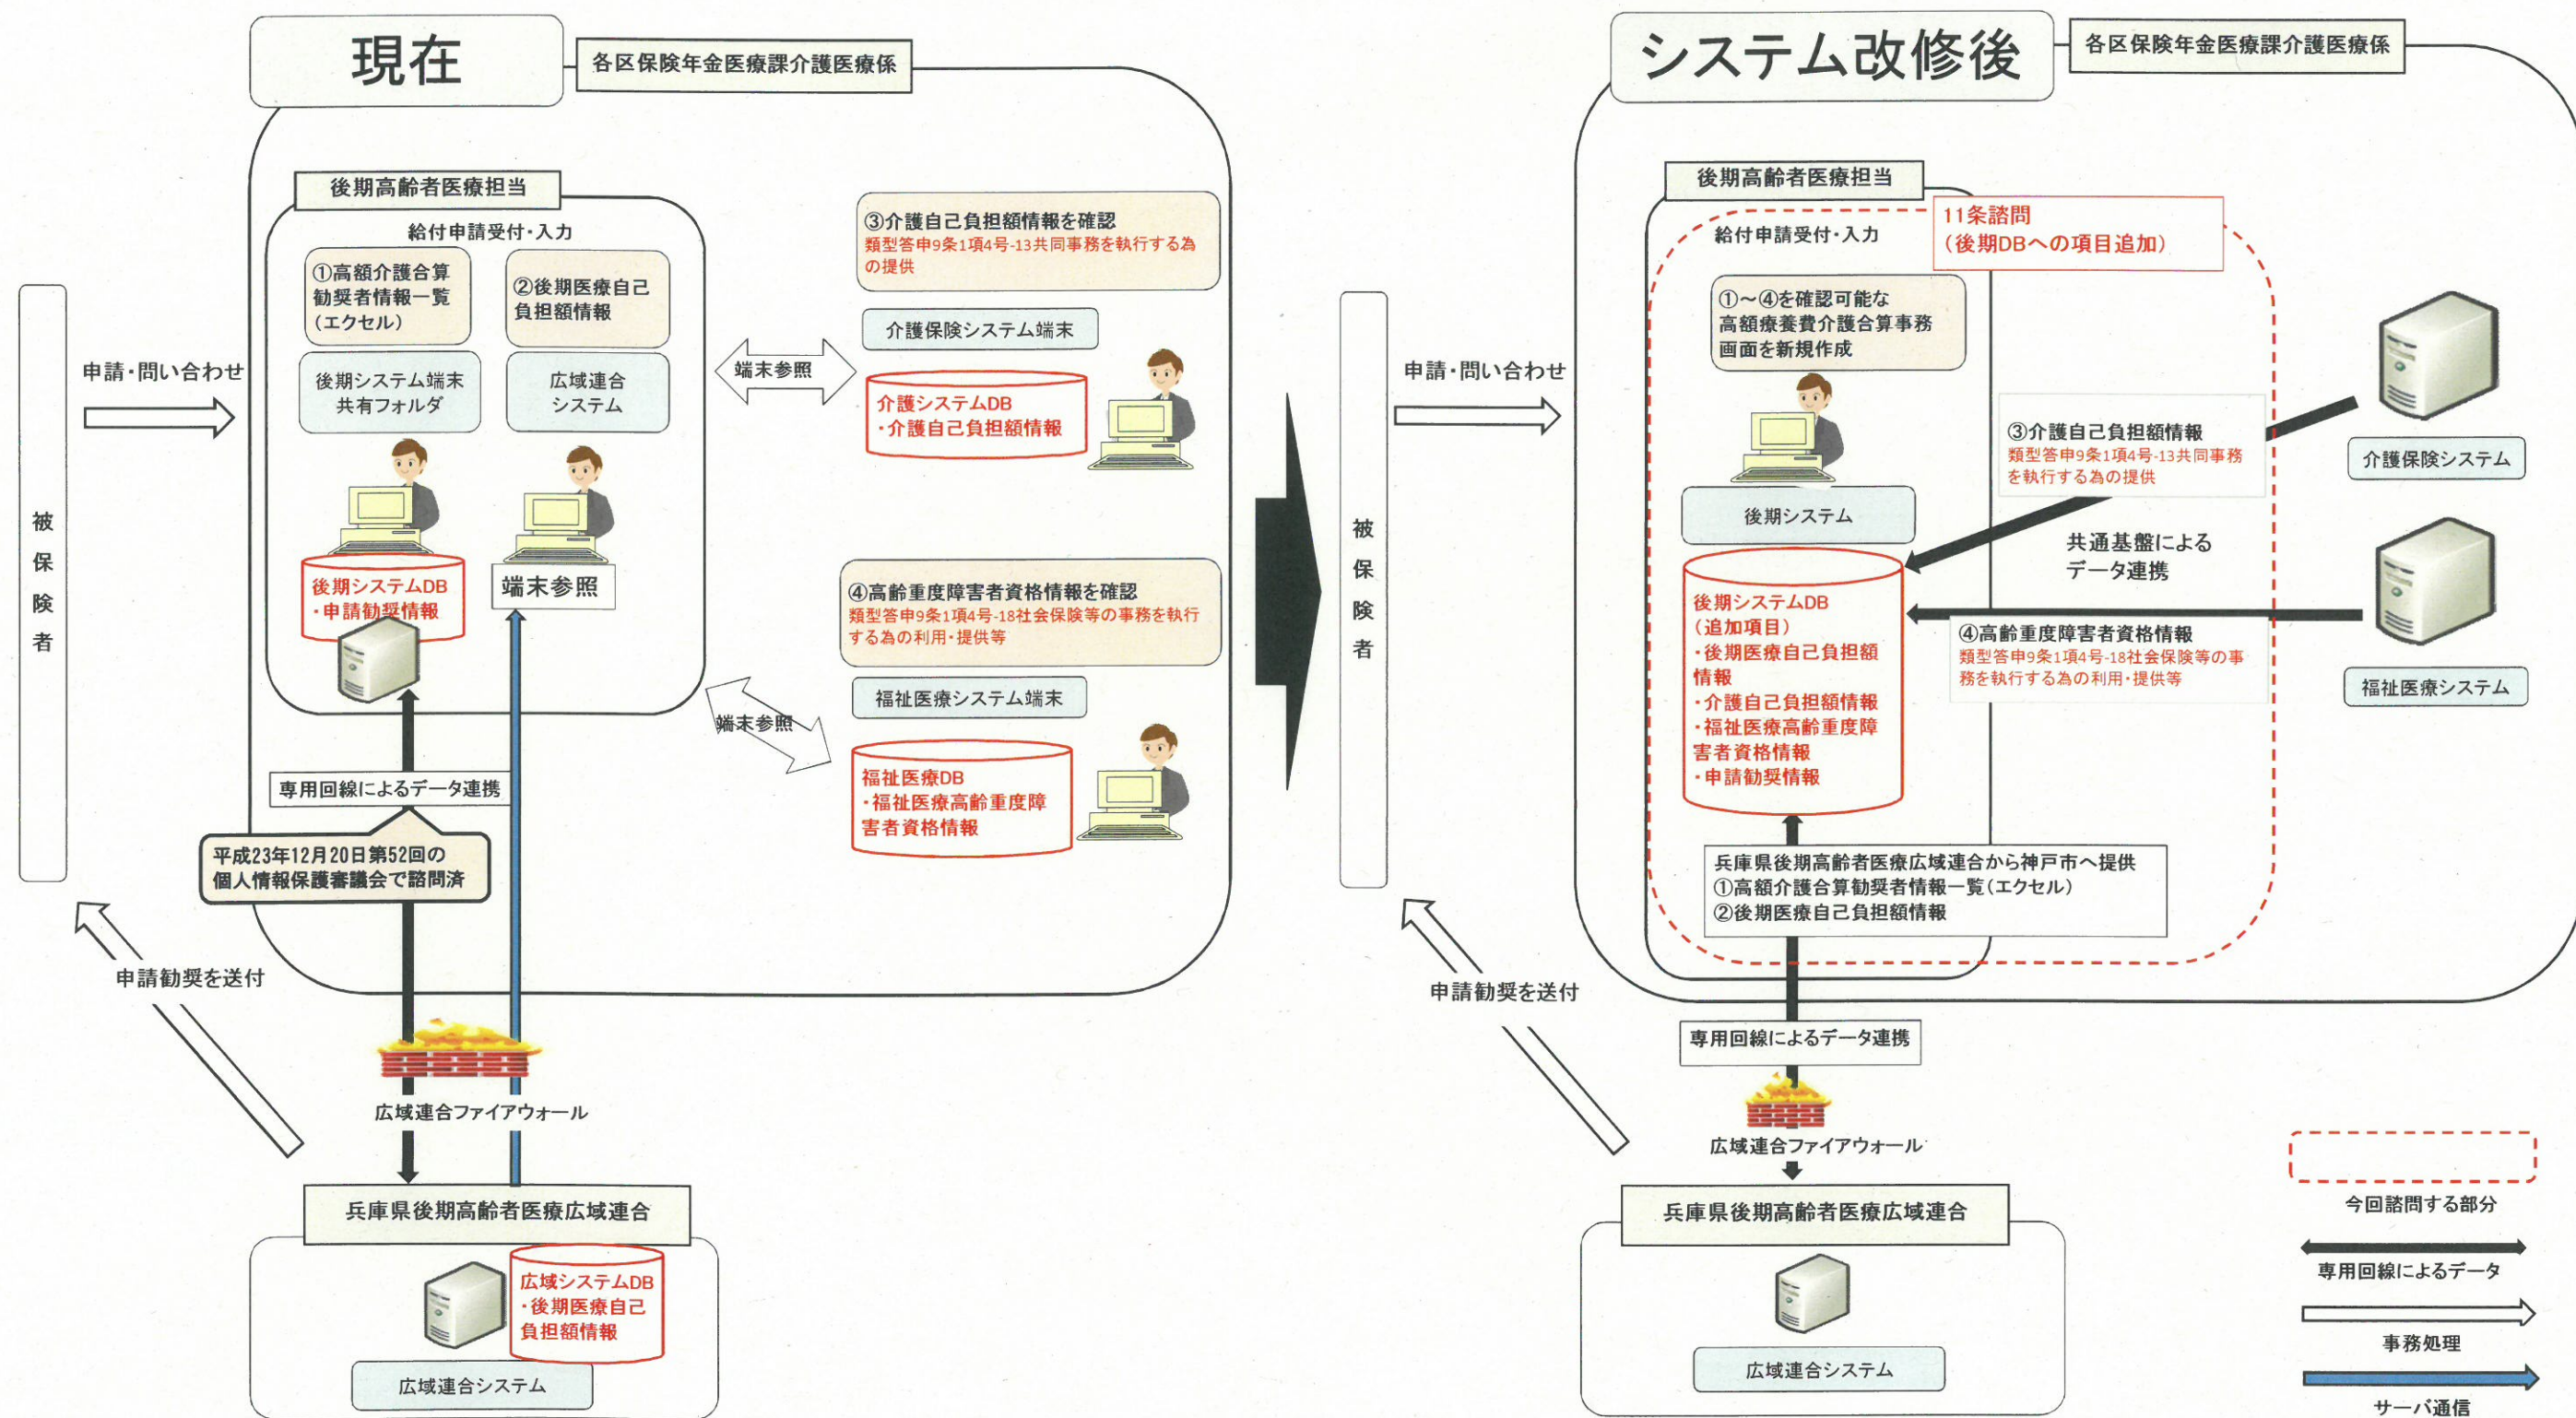 現在
各区保険年金医療課介護医療係
後期高齢者医療担当
給付申請受付・入力
①高額介護合算
勧奨者情報一覧
(エクセル)
②後期医療自己
負担額情報
後期システム端末
共有フォルダ
広域連合
システム
後期システムDB
・申請勧奨情報
端末参照
被
保
険
者
申請・問い合わせ
端末参照
③介護自己負担額情報を確認
類型答申9条1項4号-13共同事務を執行する為
の提供
介護保険システム端末
介護システムDB
・介護自己負担額情報
④高齢重度障害者資格情報を確認
類型答申9条1項4号-18社会保険等の事務を執行
する為の利用・提供等
福祉医療システム端末
端末参照
福祉医療DB
・福祉医療高齢重度障
害者資格情報
専用回線によるデータ連携
平成23年12月20日第52回の
個人情報保護審議会で諮問済
申請勧奨を送付
広域連合ファイアウォール
兵庫県後期高齢者医療広域連合
広域システムDB
・後期医療自己
負担額情報
広域連合システム
システム改修後
各区保険年金医療課介護医療係
後期高齢者医療担当
11条諮問
(後期DBへの項目追加)
給付申請受付・入力
①～④を確認可能な
高額療養費介護合算事務
画面を新規作成
被
保
険
者
申請・問い合わせ
後期システム
後期システムDB
(追加項目)
・後期医療自己負担額
情報
・介護自己負担額情報
・福祉医療高齢重度障
害者資格情報
・申請勧奨情報
③介護自己負担額情報
類型答申9条1項4号-13共同事務
を執行する為の提供
介護保険システム
共通基盤による
データ連携
④高齢重度障害者資格情報
類型答申9条1項4号-18社会保険等の事
務を執行する為の利用・提供等
福祉医療システム
兵庫県後期高齢者医療広域連合から神戸市へ提供
①高額介護合算勧奨者情報一覧(エクセル)
②後期医療自己負担額情報
申請勧奨を送付
専用回線によるデータ連携
広域連合ファイアウォール
兵庫県後期高齢者医療広域連合
広域連合システム
今回諮問する部分
専用回線によるデータ
事務処理
サーバ通信